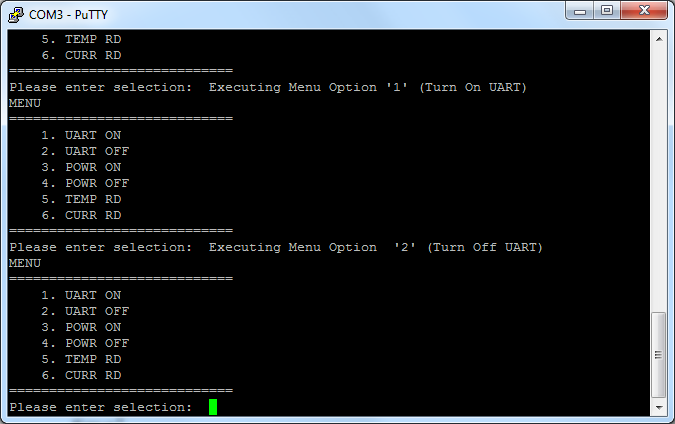 COM3 - PuTTY
5. TEMP RD
6. CURR RD
============================
Please enter selection:  Executing Menu Option '1' (Turn On UART)
MENU
============================
1. UART ON
2. UART OFF
3. POWR ON
4. POWR OFF
5. TEMP RD
6. CURR RD
============================
Please enter selection:  Executing Menu Option  '2' (Turn Off UART)
MENU
============================
1. UART ON
2. UART OFF
3. POWR ON
4. POWR OFF
5. TEMP RD
6. CURR RD
============================
Please enter selection: